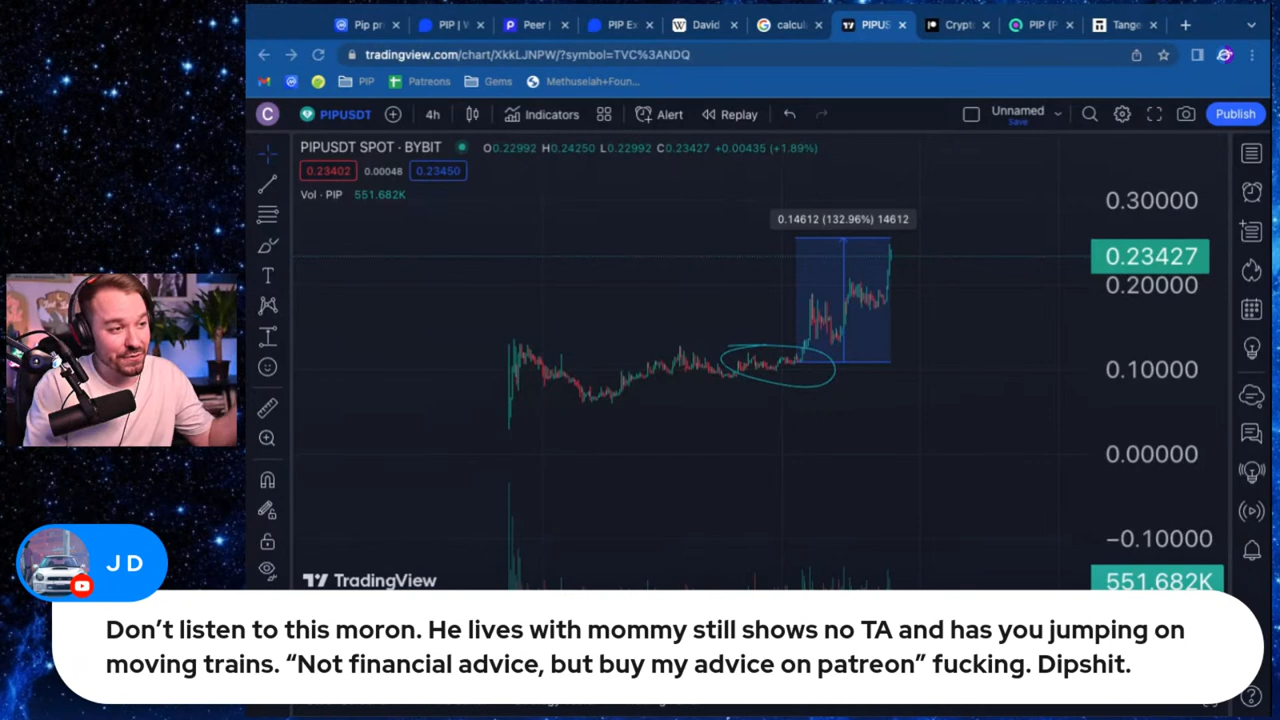 Pip pr
PIP | V
Peer |
PIP Ex
David
calcul
PIPUS
Crypt
PIP (P
Tange
tradingview.com/chart/XkkLJNPW/?symbol=TVC%3ANDQ
PIP
Patreons
Gems
Methuselah+Foun...
C
PIPUSDT
4h
Indicators
Alert
Replay
Unnamed
Save
Publish
PIPUSDT SPOT · BYBIT
O0.22992 H0.24250 L0.22992 C0.23427 +0.00435 (+1.89%)
0.23402
0.00048
0.23450
Vol · PIP 551.682K
0.14612 (132.96%) 14612
0.30000
0.23427
0.20000
0.10000
0.00000
−0.10000
551.682K
TradingView
J D
Don’t listen to this moron. He lives with mommy still shows no TA and has you jumping on
moving trains. “Not financial advice, but buy my advice on patreon” fucking. Dipshit.